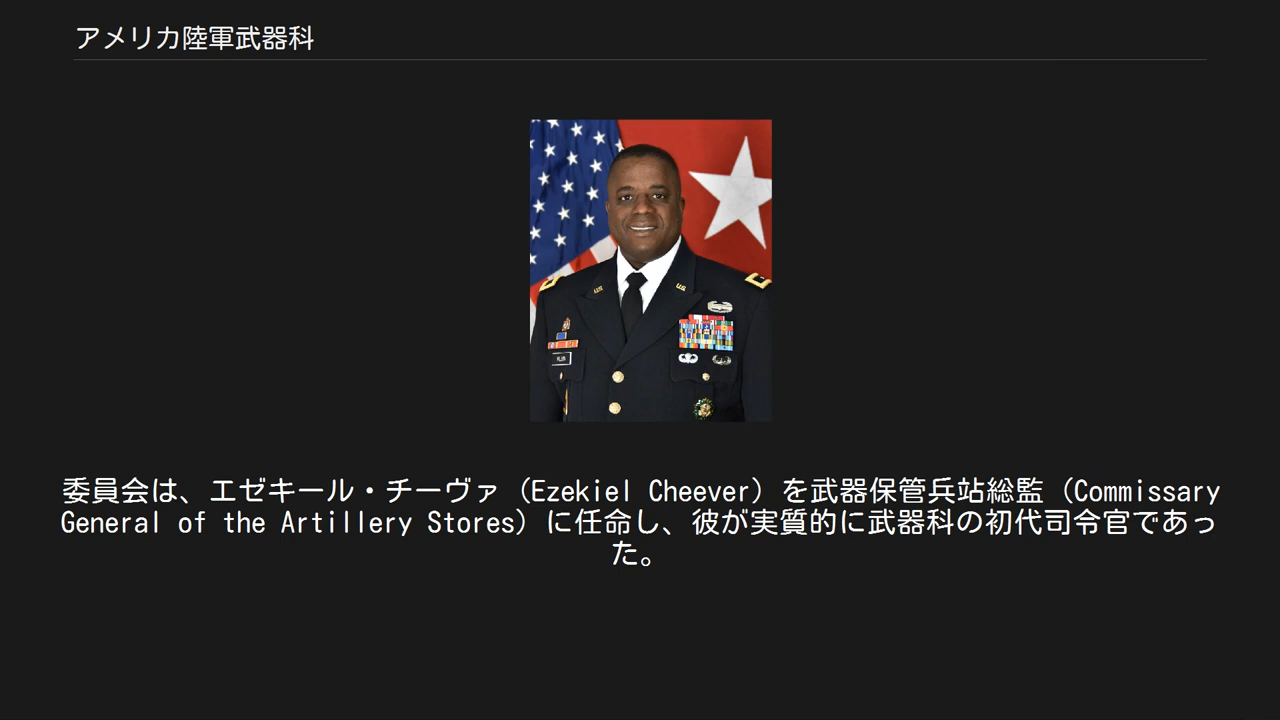 アメリカ陸軍武器科
委員会は、エゼキール・チーヴァ（Ezekiel Cheever）を武器保管兵站総監（Commissary
General of the Artillery Stores）に任命し、彼が実質的に武器科の初代司令官であっ
た。